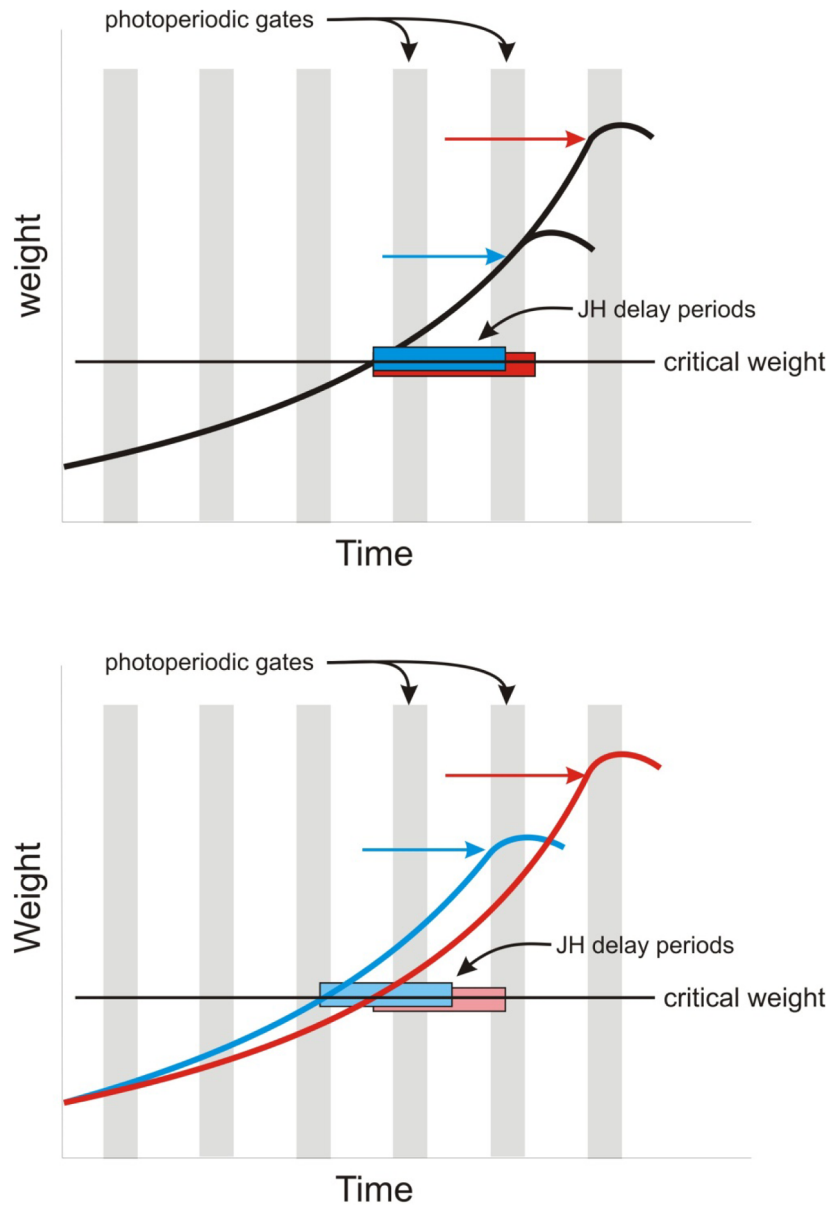 photoperiodic gates
weight
JH delay periods
critical weight
Time
photoperiodic gates
Weight
JH delay periods
critical weight
Time